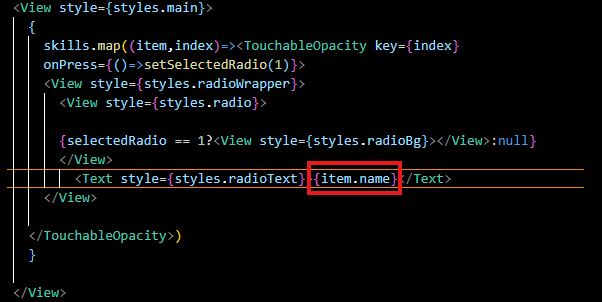 <View style={styles.main}>
{
skills.map((item,index)=><TouchableOpacity key={index}
onPress={()=>setSelectedRadio(1)}>
<View style={styles.radioWrapper}>
<View style={styles.radio}>
{selectedRadio == 1?<View style={styles.radioBg}></View>:null}
</View>
<Text style={styles.radioText}>{item.name}</Text>
</View>
</TouchableOpacity>)
}
</View>